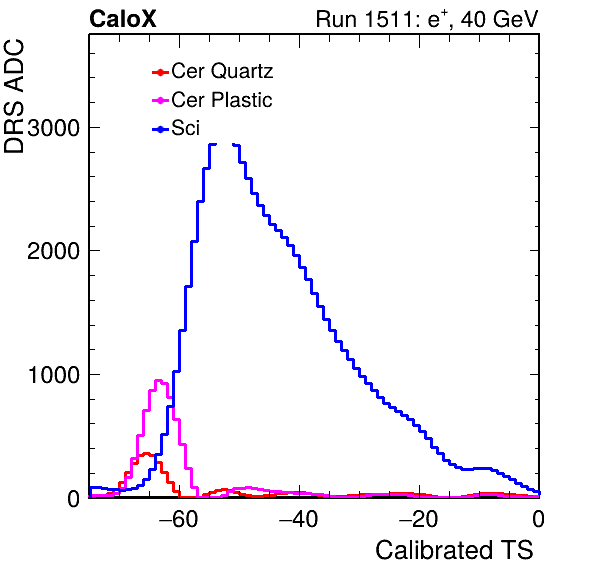 CaloX Run 1511: e⁺, 40 GeV
DRS ADC
Cer Quartz
Cer Plastic
Sci
3000
2000
1000
0
−60 −40 −20 0
Calibrated TS